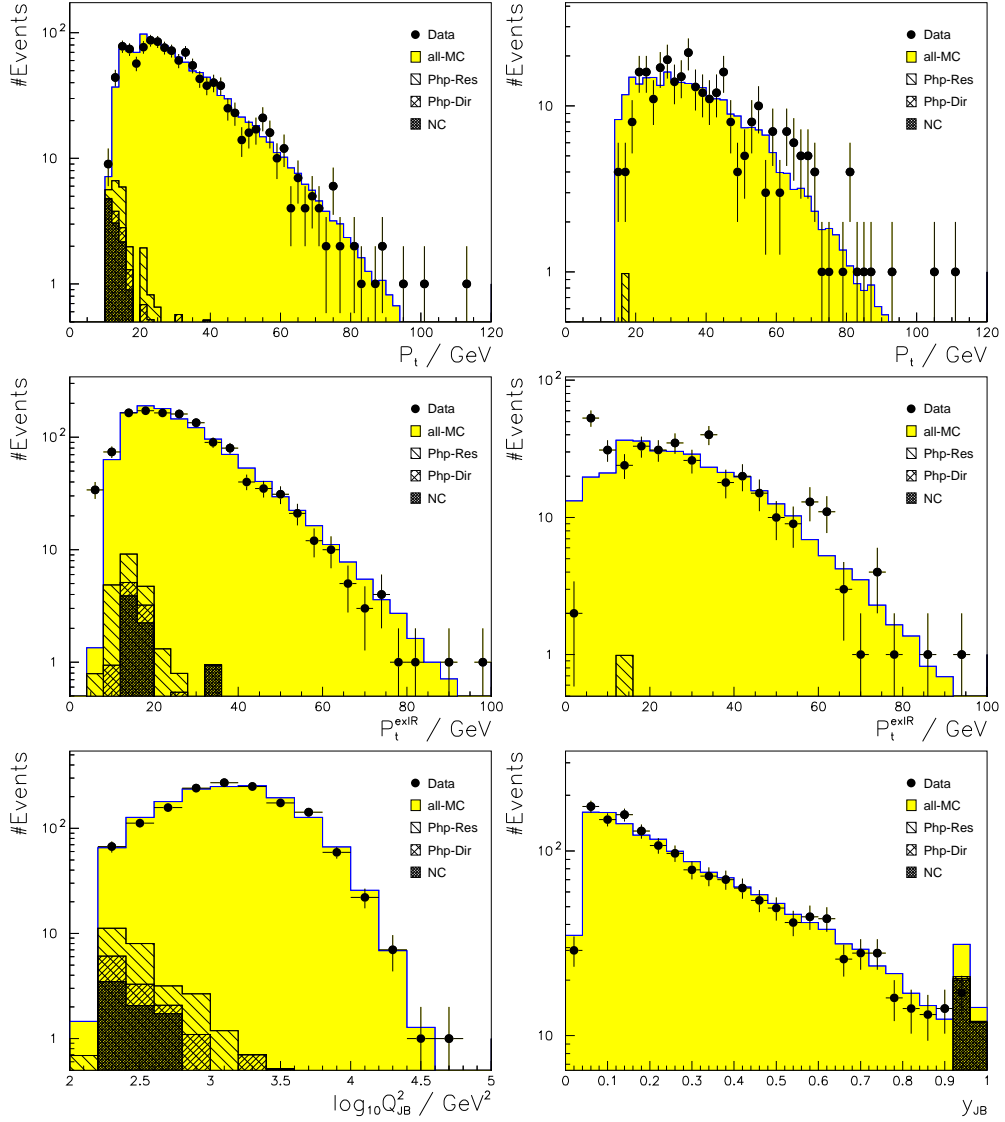 #Events
10²
10
1
Data
all-MC
Php-Res
Php-Dir
NC
0 20 40 60 80 100 120
P_t / GeV
#Events
10
1
Data
all-MC
Php-Res
Php-Dir
NC
0 20 40 60 80 100 120
P_t / GeV
#Events
10²
10
1
Data
all-MC
Php-Res
Php-Dir
NC
0 20 40 60 80 100
P_t^exIR / GeV
#Events
10²
10
1
Data
all-MC
Php-Res
Php-Dir
NC
0 20 40 60 80 100
P_t^exIR / GeV
#Events
10²
10
1
Data
all-MC
Php-Res
Php-Dir
NC
2 2.5 3 3.5 4 4.5 5
log₁₀Q²_JB / GeV²
#Events
10²
10
Data
all-MC
Php-Res
Php-Dir
NC
0 0.1 0.2 0.3 0.4 0.5 0.6 0.7 0.8 0.9 1
y_JB